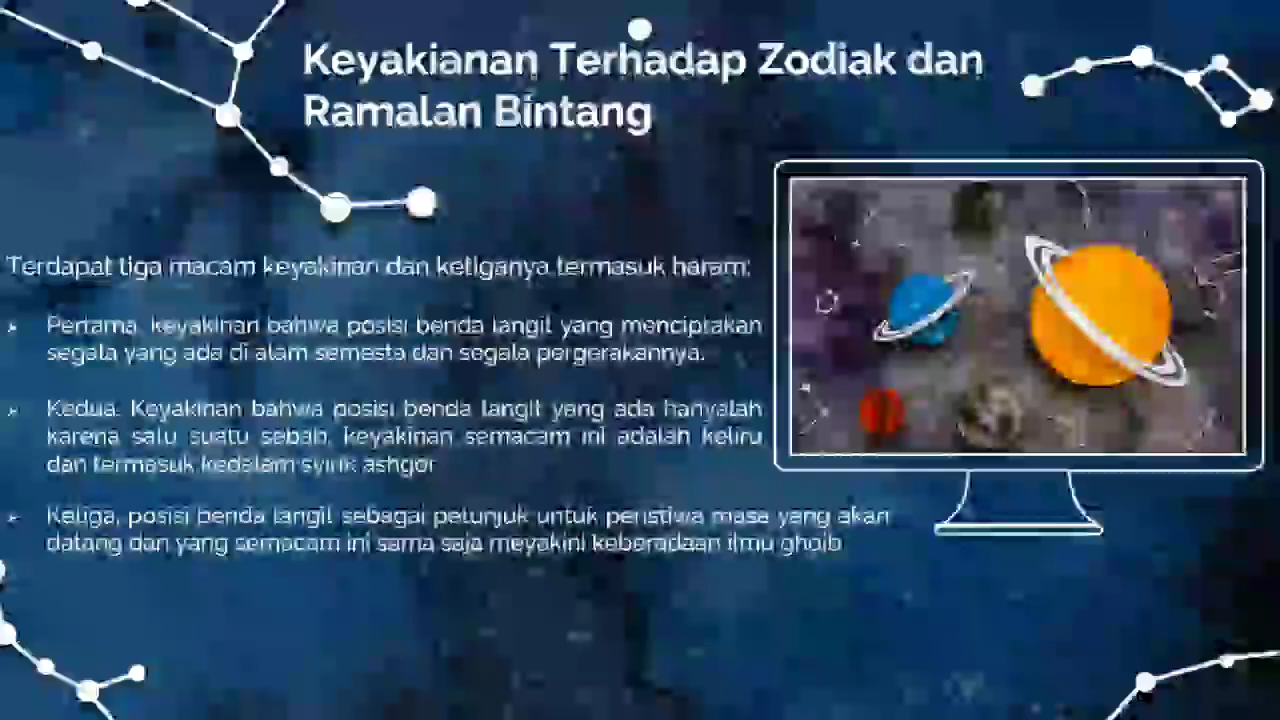 Keyakianan Terhadap Zodiak dan
Ramalan Bintang
Terdapat tiga macam keyakinan dan ketiganya termasuk haram:
Pertama, keyakinan bahwa posisi benda langit yang menciptakan
segala yang ada di alam semesta dan segala pergerakannya.
Kedua. Keyakinan bahwa posisi benda langit yang ada hanyalah
karena satu suatu sebab, keyakinan semacam ini adalah keliru
dan termasuk kedalam syirik ashgor
Ketiga, posisi benda langit sebagai petunjuk untuk peristiwa masa yang akan
datang dan yang semacam ini sama saja meyakini keberadaan ilmu ghoib